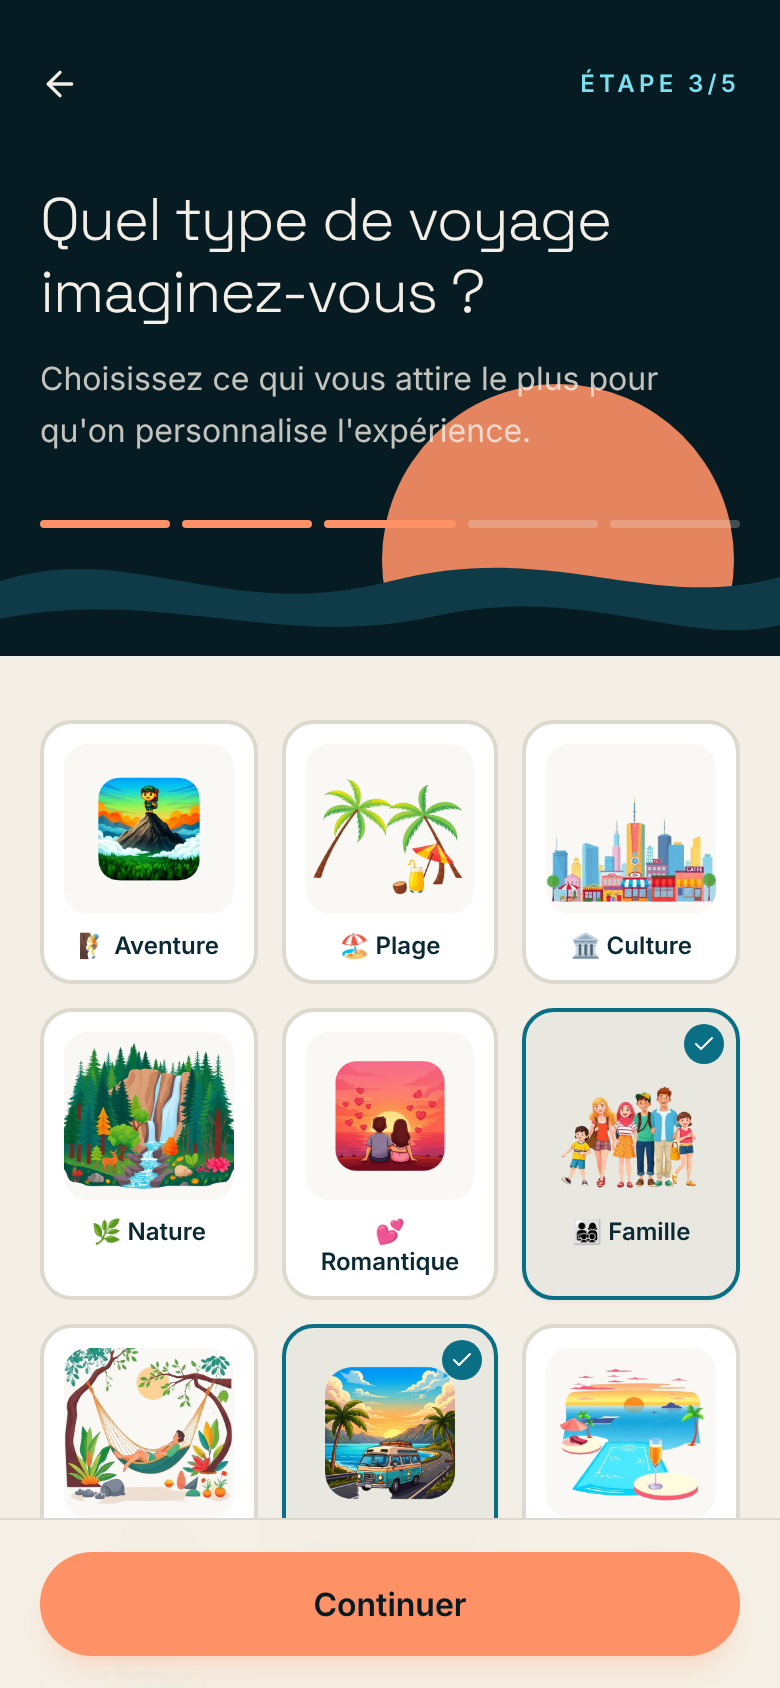 ÉTAPE 3/5
Quel type de voyage
imaginez-vous ?
Choisissez ce qui vous attire le plus pour
qu'on personnalise l'expérience.
CAFÉ
🧗 Aventure
🏖️ Plage
🏛️ Culture
🌿 Nature
💕
Romantique
👨‍👩‍👧‍👦 Famille
Continuer